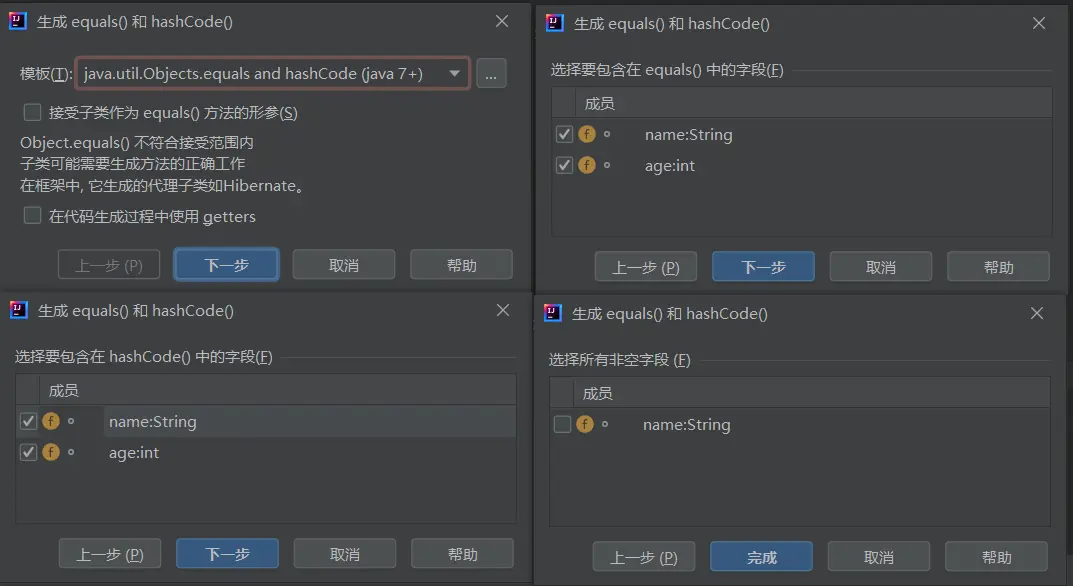 生成 equals() 和 hashCode()
模板(T):
java.util.Objects.equals and hashCode (java 7+)
...
接受子类作为 equals() 方法的形参(S)
Object.equals() 不符合接受范围内
子类可能需要生成方法的正确工作
在框架中, 它生成的代理子类如Hibernate。
在代码生成过程中使用 getters
上一步 (P)
下一步
取消
帮助
生成 equals() 和 hashCode()
选择要包含在 equals() 中的字段(F)
成员
name:String
age:int
上一步 (P)
下一步
取消
帮助
生成 equals() 和 hashCode()
选择要包含在 hashCode() 中的字段(F)
成员
name:String
age:int
上一步 (P)
下一步
取消
帮助
生成 equals() 和 hashCode()
选择所有非空字段 (F)
成员
name:String
上一步 (P)
完成
取消
帮助